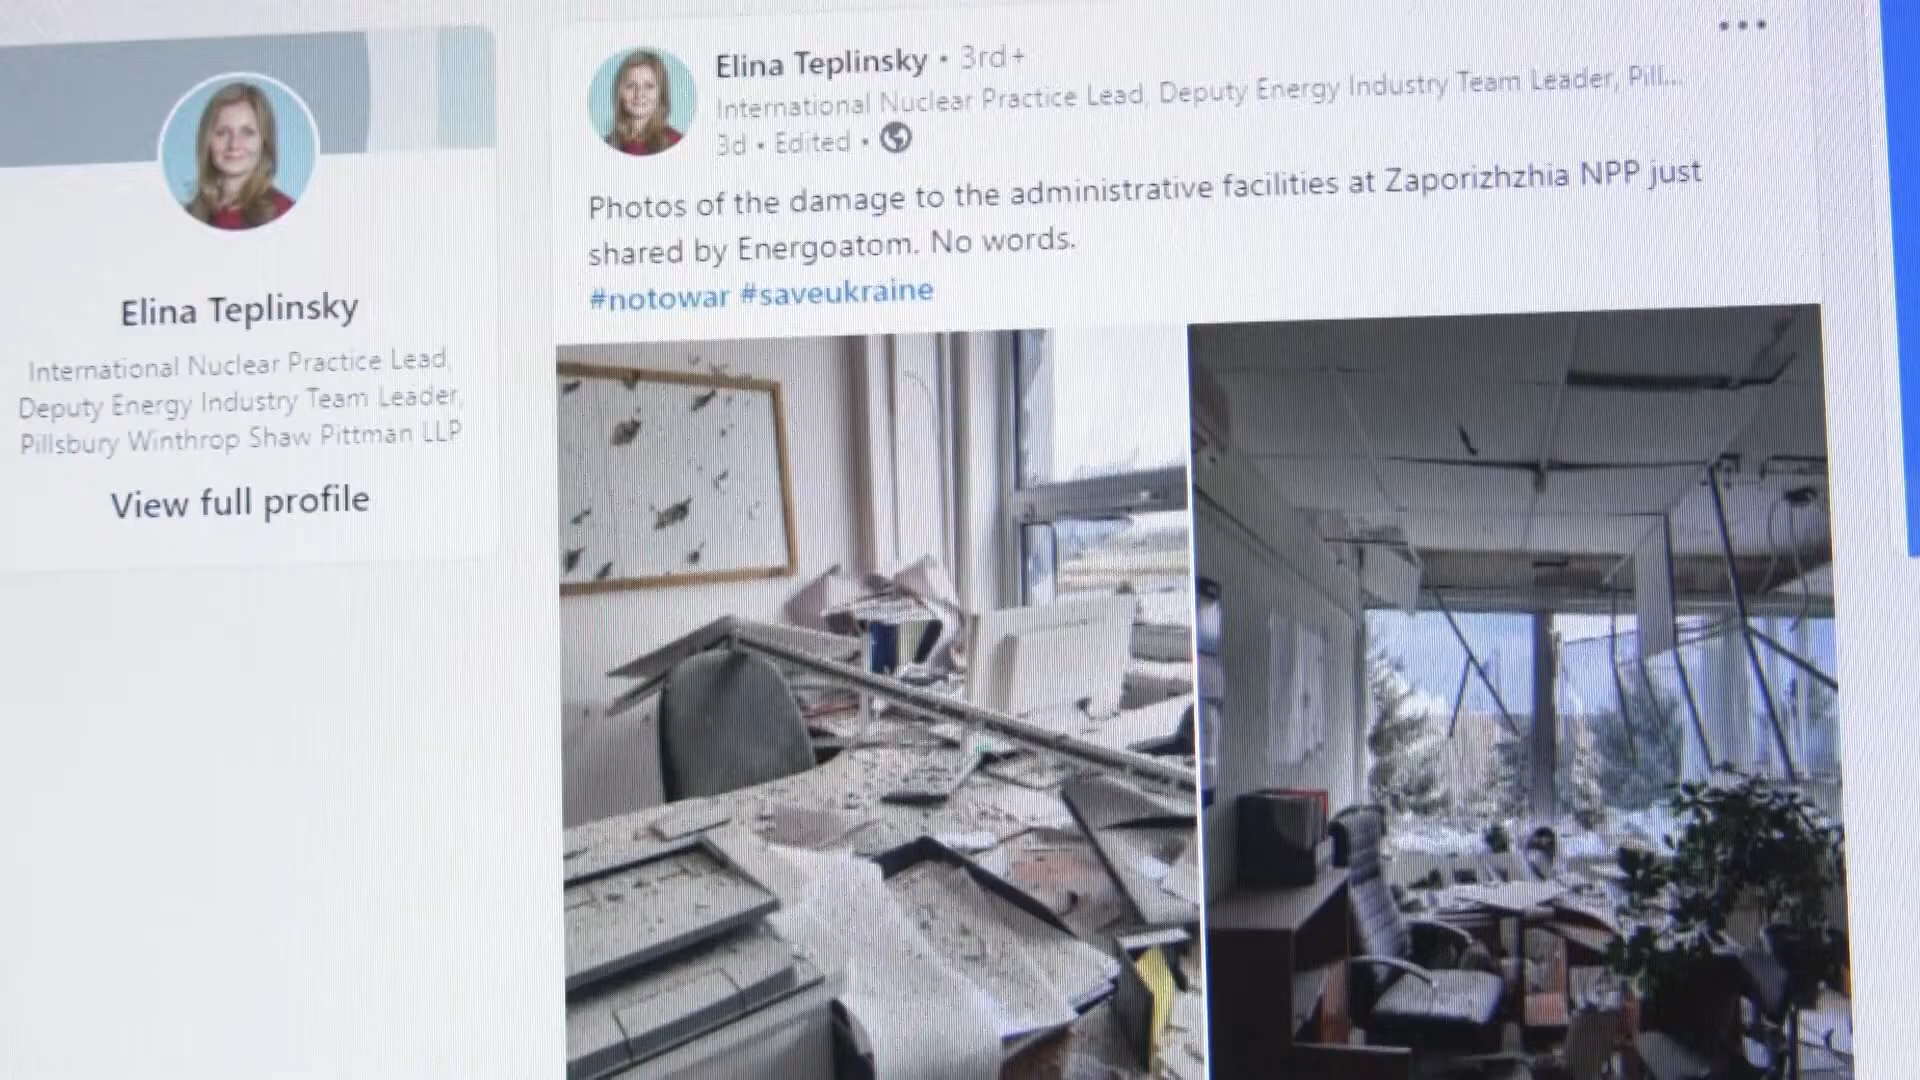 Elina Teplinsky
International Nuclear Practice Lead,
Deputy Energy Industry Team Leader,
Pillsbury Winthrop Shaw Pittman LLP
View full profile
Elina Teplinsky • 3rd+
International Nuclear Practice Lead, Deputy Energy Industry Team Leader, Pill...
3d • Edited •
Photos of the damage to the administrative facilities at Zaporizhzhia NPP just
shared by Energoatom. No words.
#notowar #saveukraine